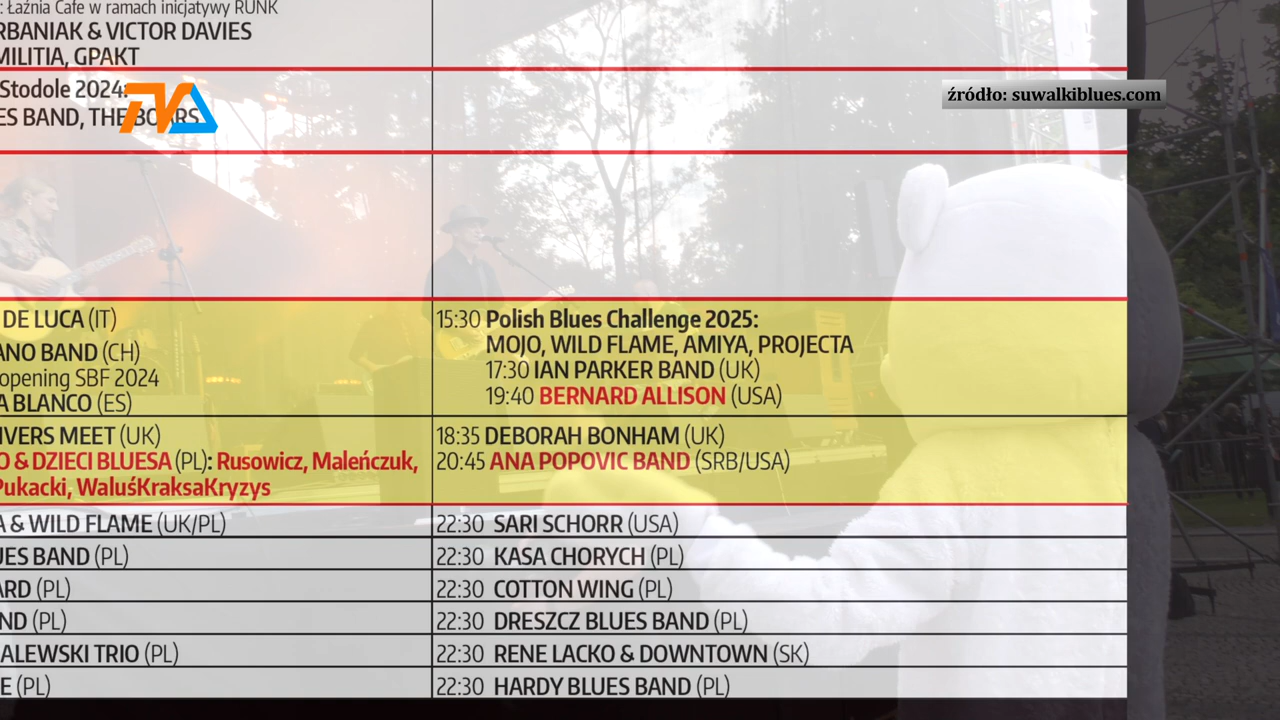 : Łaźnia Cafe w ramach inicjatywy RUNK
RBANIAK & VICTOR DAVIES
MILITIA, GPAKT
Stodole 2024:
ES BAND, THE BOARS
TVA
źródło: suwalkiblues.com
DE LUCA (IT)
ANO BAND (CH)
opening SBF 2024
A BLANCO (ES)
IVERS MEET (UK)
O & DZIECI BLUESA (PL): Rusowicz, Maleńczuk,
Pukacki, WaluśKraksaKryzys
A & WILD FLAME (UK/PL)
UES BAND (PL)
ARD (PL)
ND (PL)
ALEWSKI TRIO (PL)
E (PL)
15:30 Polish Blues Challenge 2025:
MOJO, WILD FLAME, AMIYA, PROJECTA
17:30 IAN PARKER BAND (UK)
19:40 BERNARD ALLISON (USA)
18:35 DEBORAH BONHAM (UK)
20:45 ANA POPOVIC BAND (SRB/USA)
22:30 SARI SCHORR (USA)
22:30 KASA CHORYCH (PL)
22:30 COTTON WING (PL)
22:30 DRESZCZ BLUES BAND (PL)
22:30 RENE LACKO & DOWNTOWN (SK)
22:30 HARDY BLUES BAND (PL)